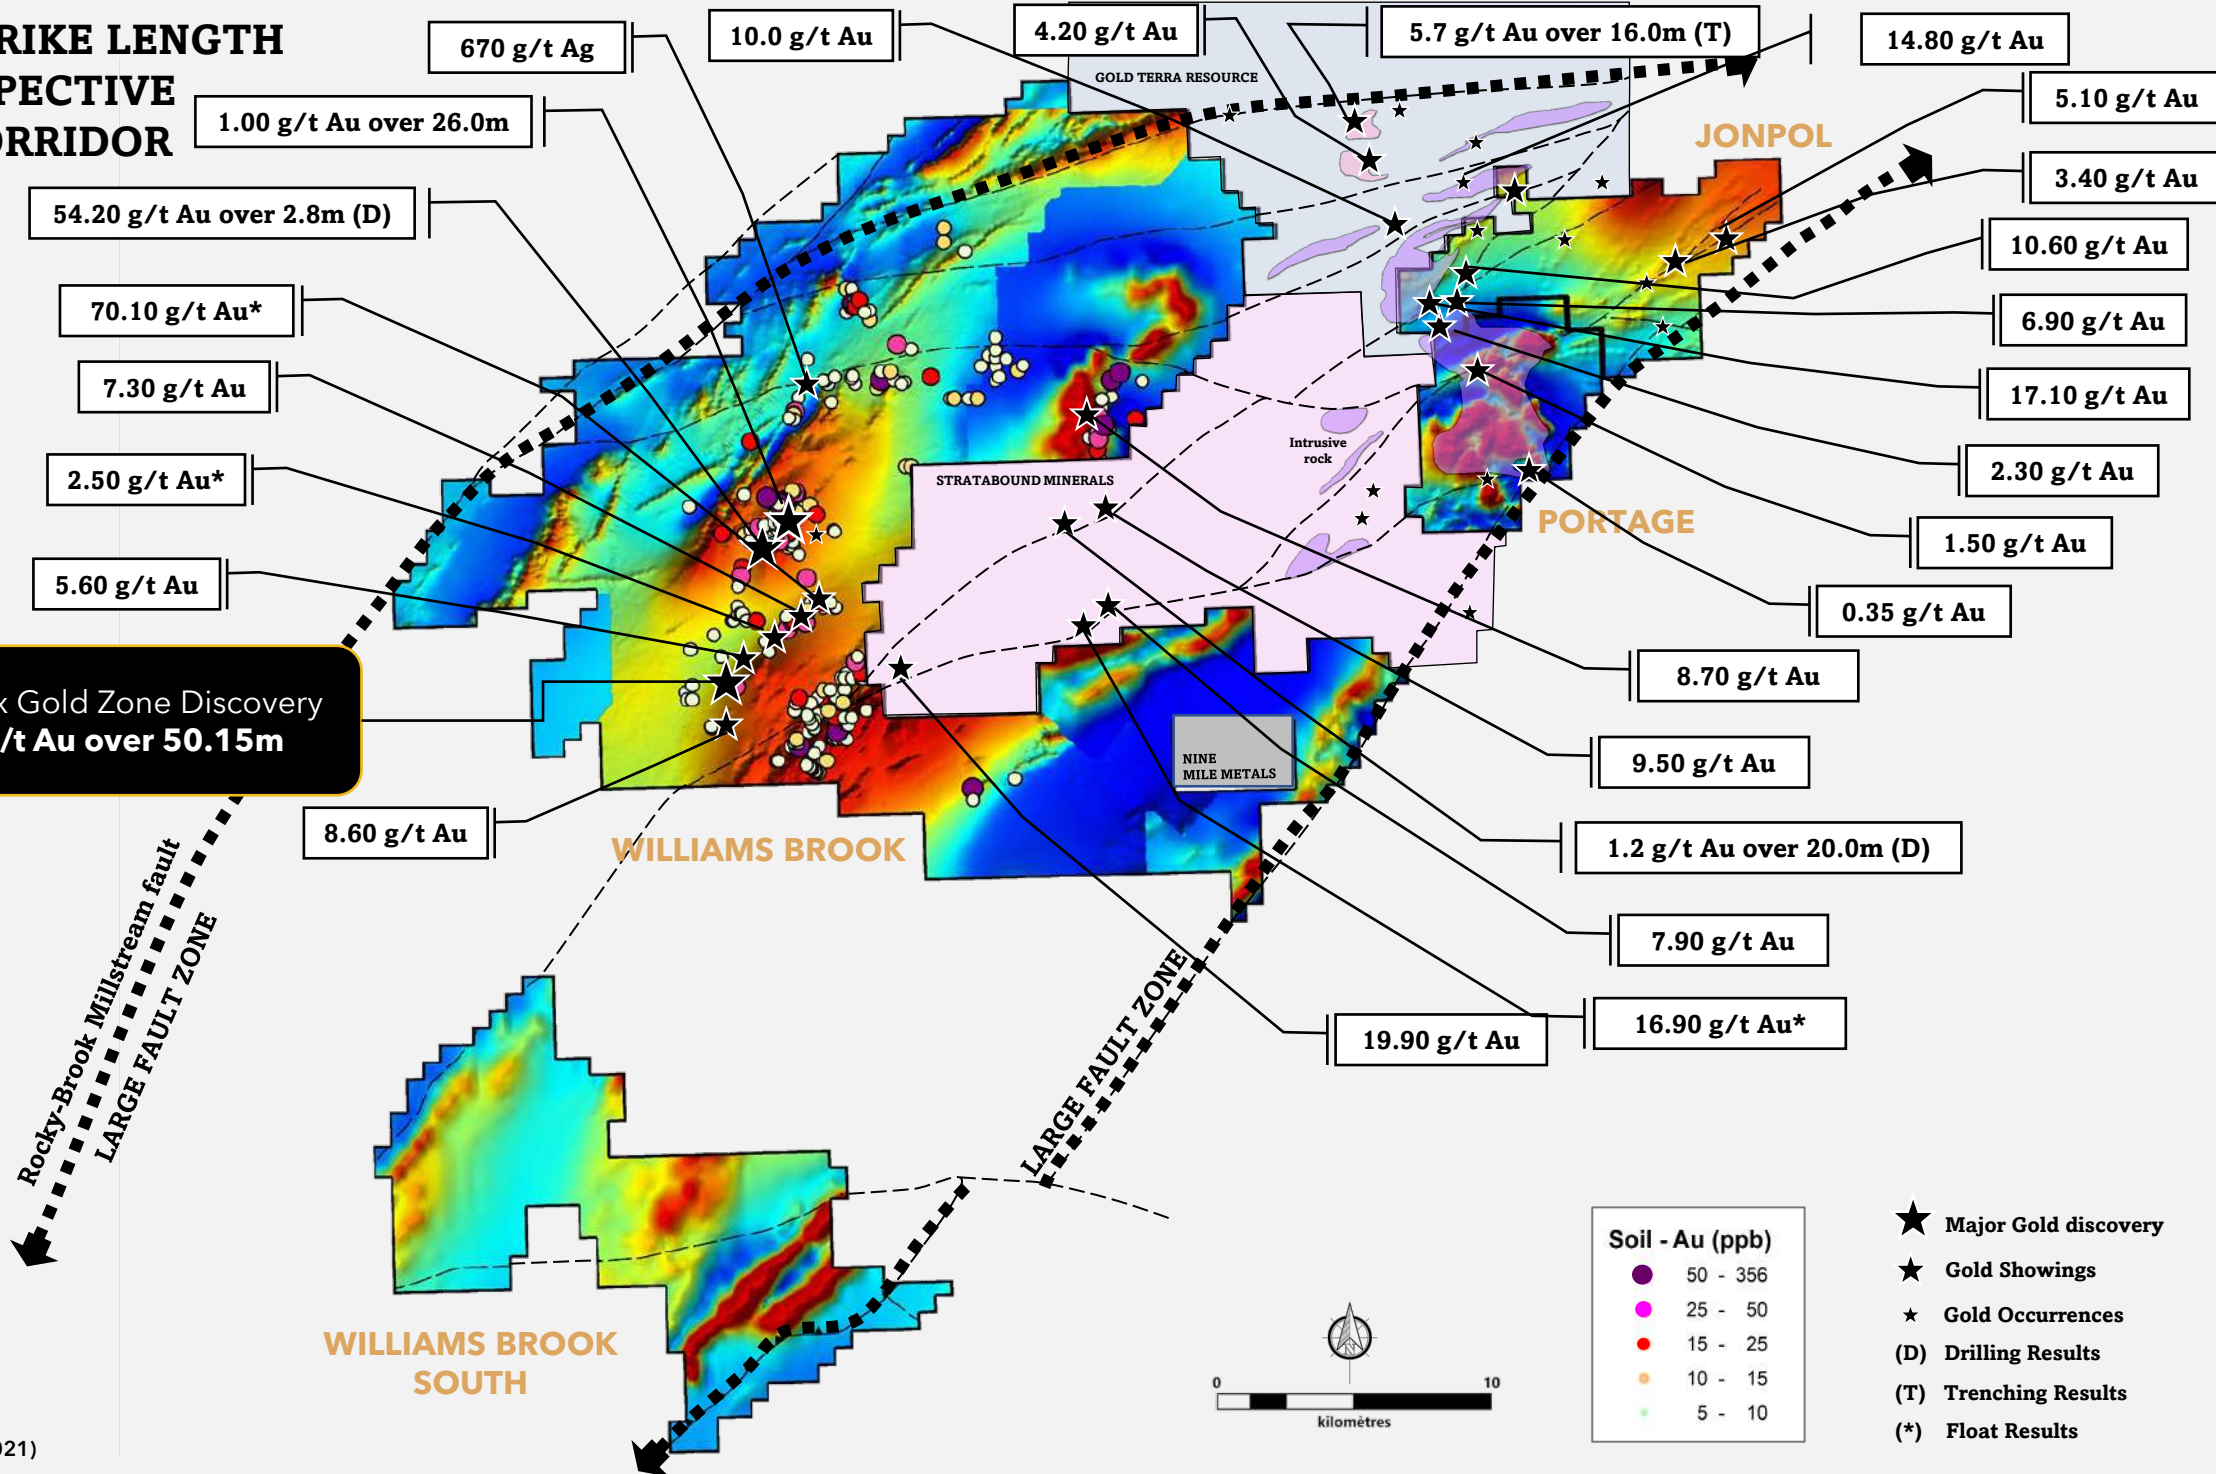 RIKE LENGTH
PECTIVE
ORRIDOR
670 g/t Ag
10.0 g/t Au
4.20 g/t Au
5.7 g/t Au over 16.0m (T)
14.80 g/t Au
GOLD TERRA RESOURCE
5.10 g/t Au
1.00 g/t Au over 26.0m
JONPOL
3.40 g/t Au
54.20 g/t Au over 2.8m (D)
10.60 g/t Au
70.10 g/t Au*
6.90 g/t Au
7.30 g/t Au
17.10 g/t Au
Intrusive
rock
2.50 g/t Au*
STRATABOUND MINERALS
2.30 g/t Au
PORTAGE
1.50 g/t Au
5.60 g/t Au
0.35 g/t Au
8.70 g/t Au
x Gold Zone Discovery
/t Au over 50.15m
NINE
MILE METALS
9.50 g/t Au
8.60 g/t Au
WILLIAMS BROOK
1.2 g/t Au over 20.0m (D)
7.90 g/t Au
Rocky-Brook Millstream fault
LARGE FAULT ZONE
LARGE FAULT ZONE
19.90 g/t Au
16.90 g/t Au*
WILLIAMS BROOK
SOUTH
N
0 10
kilomètres
Soil - Au (ppb)
50 - 356
25 - 50
15 - 25
10 - 15
5 - 10
Major Gold discovery
Gold Showings
Gold Occurrences
(D) Drilling Results
(T) Trenching Results
(*) Float Results
021)